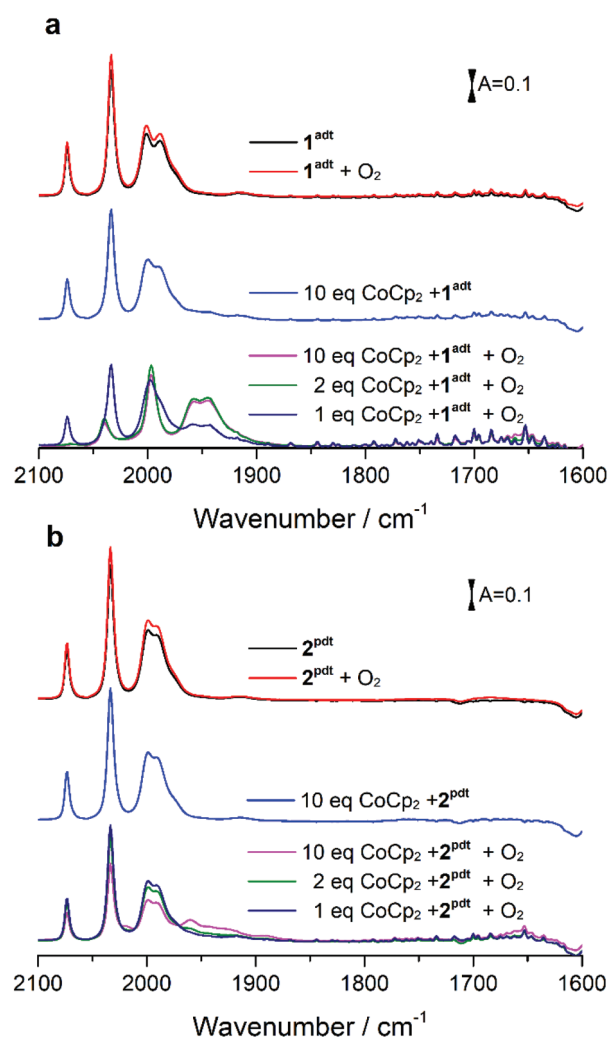 a
A=0.1
1ᵃᵈᵗ
1ᵃᵈᵗ + O₂
10 eq CoCp₂ +1ᵃᵈᵗ
10 eq CoCp₂ +1ᵃᵈᵗ + O₂
2 eq CoCp₂ +1ᵃᵈᵗ + O₂
1 eq CoCp₂ +1ᵃᵈᵗ + O₂
2100 2000 1900 1800 1700 1600
Wavenumber / cm⁻¹
b
A=0.1
2ᵖᵈᵗ
2ᵖᵈᵗ + O₂
10 eq CoCp₂ +2ᵖᵈᵗ
10 eq CoCp₂ +2ᵖᵈᵗ + O₂
2 eq CoCp₂ +2ᵖᵈᵗ + O₂
1 eq CoCp₂ +2ᵖᵈᵗ + O₂
2100 2000 1900 1800 1700 1600
Wavenumber / cm⁻¹